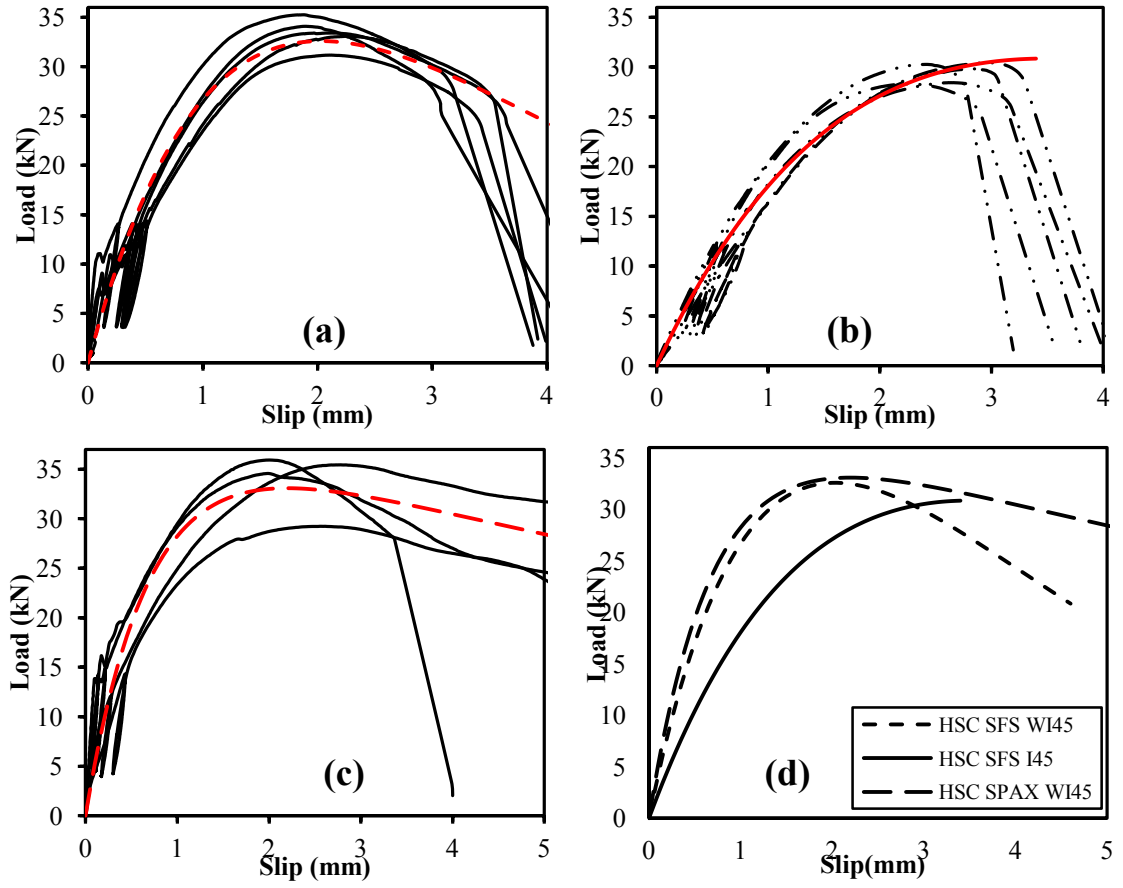 35
30
25
20
15
10
5
0
Load (kN)
(a)
0 1 2 3 4
Slip (mm)
35
30
25
20
15
10
5
0
Load (kN)
(b)
0 1 2 3 4
Slip (mm)
35
30
25
20
15
10
5
0
Load (kN)
(c)
0 1 2 3 4 5
Slip (mm)
35
30
25
20
15
10
5
0
Load (kN)
HSC SFS WI45
HSC SFS I45
HSC SPAX WI45
(d)
0 1 2 3 4 5
Slip(mm)